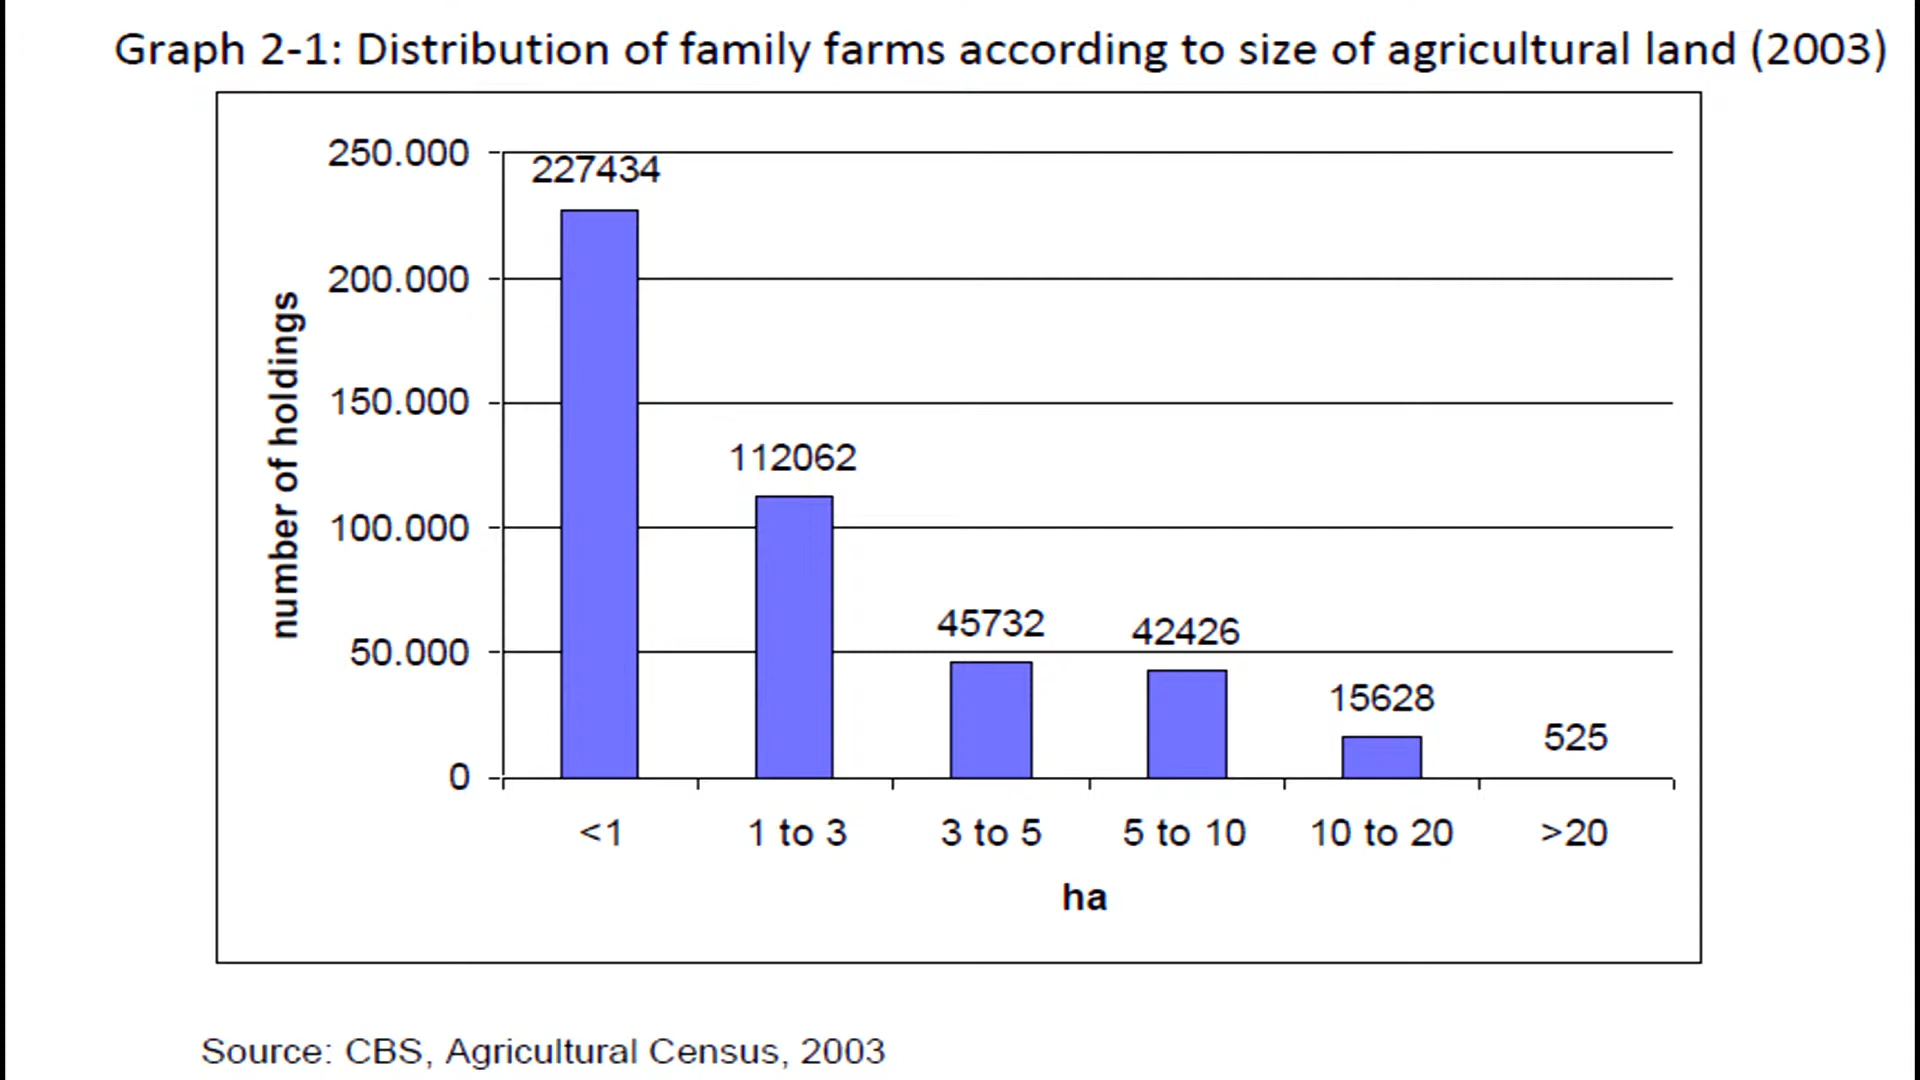 Graph 2-1: Distribution of family farms according to size of agricultural land (2003)
250.000
227434
200.000
150.000
112062
100.000
45732
42426
50.000
15628
525
0
number of holdings
<1 1 to 3 3 to 5 5 to 10 10 to 20 >20
ha
Source: CBS, Agricultural Census, 2003